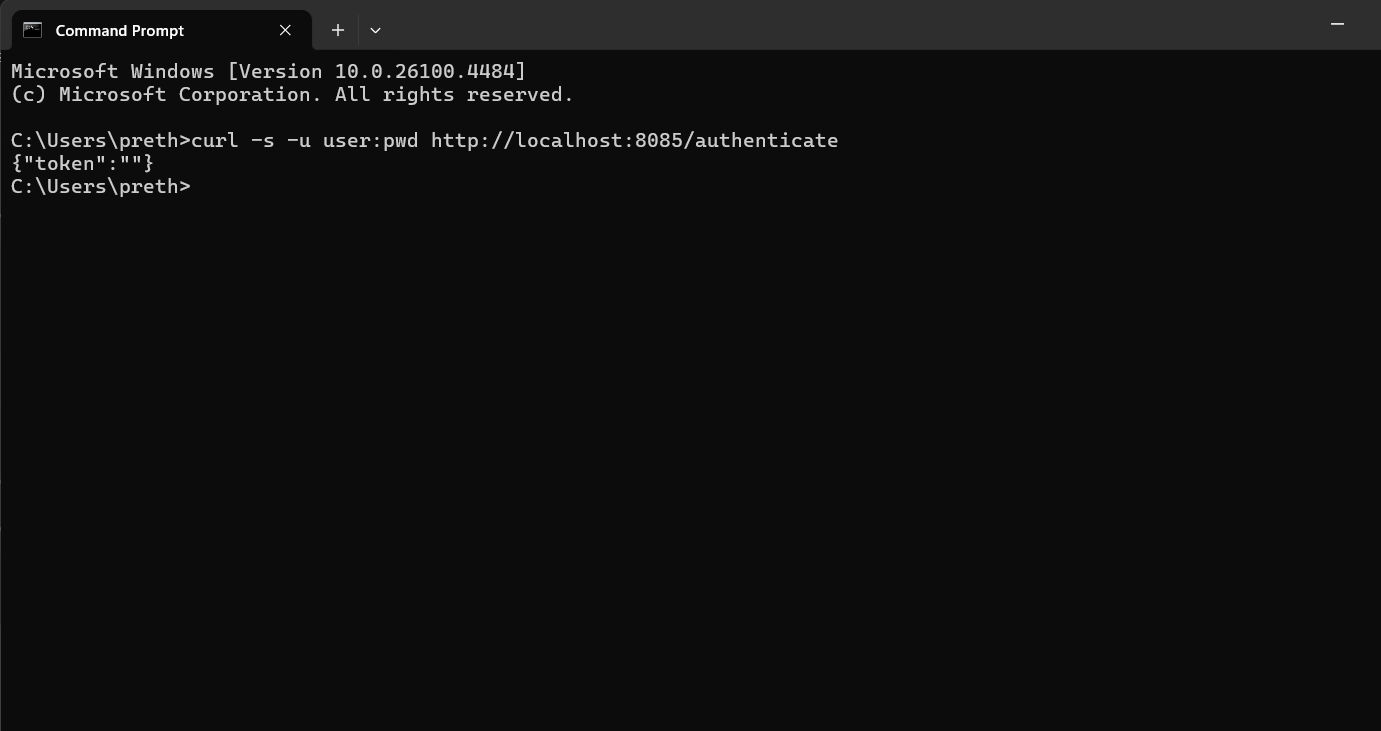 Command Prompt
Microsoft Windows [Version 10.0.26100.4484]
(c) Microsoft Corporation. All rights reserved.
C:\Users\preth>curl -s -u user:pwd http://localhost:8085/authenticate
{"token":""}
C:\Users\preth>